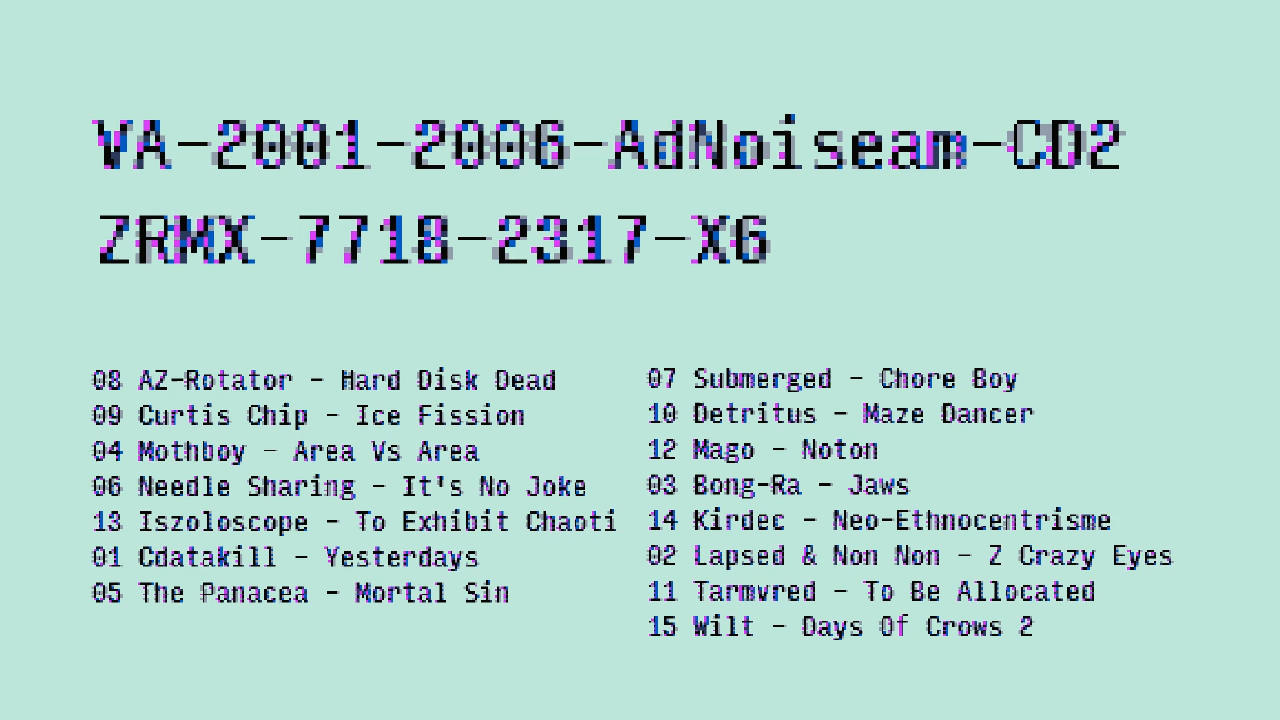 VA-2001-2006-AdNoiseam-CD2
ZRMX-7718-2317-X6
08 AZ-Rotator - Hard Disk Dead
09 Curtis Chip - Ice Fission
04 Mothboy - Area Vs Area
06 Needle Sharing - It's No Joke
13 Iszoloscope - To Exhibit Chaoti
01 Cdatakill - Yesterdays
05 The Panacea - Mortal Sin
07 Submerged - Chore Boy
10 Detritus - Maze Dancer
12 Mago - Noton
03 Bong-Ra - Jaws
14 Kirdec - Neo-Ethnocentrisme
02 Lapsed & Non Non - Z Crazy Eyes
11 Tarmvred - To Be Allocated
15 Wilt - Days Of Crows 2